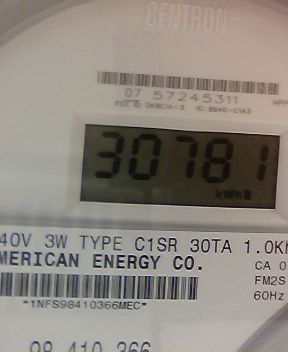 CENTRON®
07 57245311
30781
kWh
40V 3W TYPE C1SR 30TA 1.0K
MERICAN ENERGY CO.
CA 0
FM2S
60Hz
*1NFS98410366MEC*
98 410 366